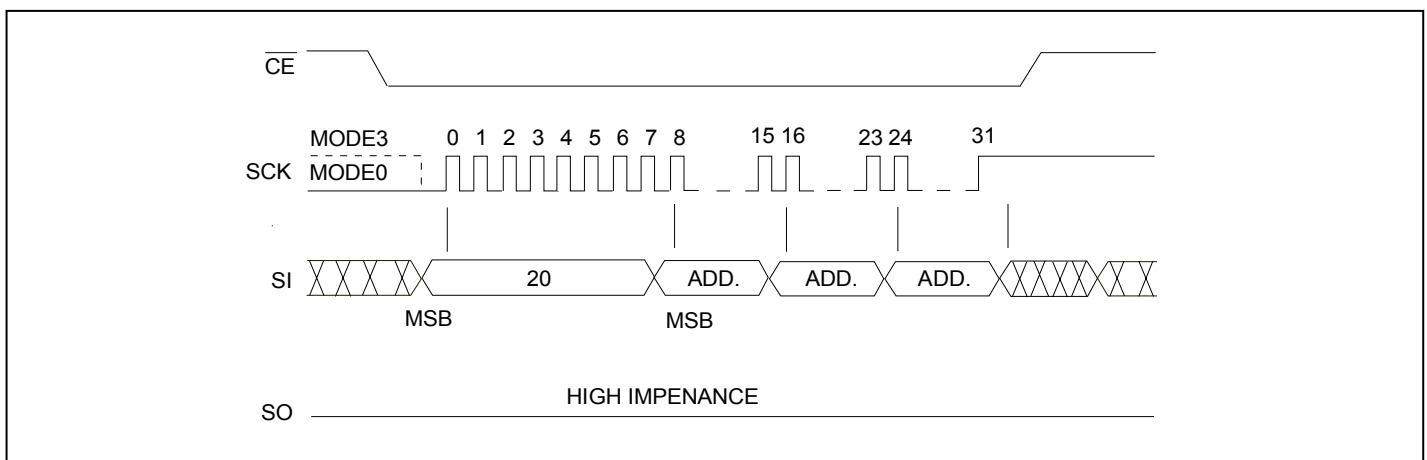 CE
MODE3 0 1 2 3 4 5 6 7 8 15 16 23 24 31
SCK MODE0
SI 20 ADD. ADD. ADD.
MSB MSB
HIGH IMPENANCE
SO